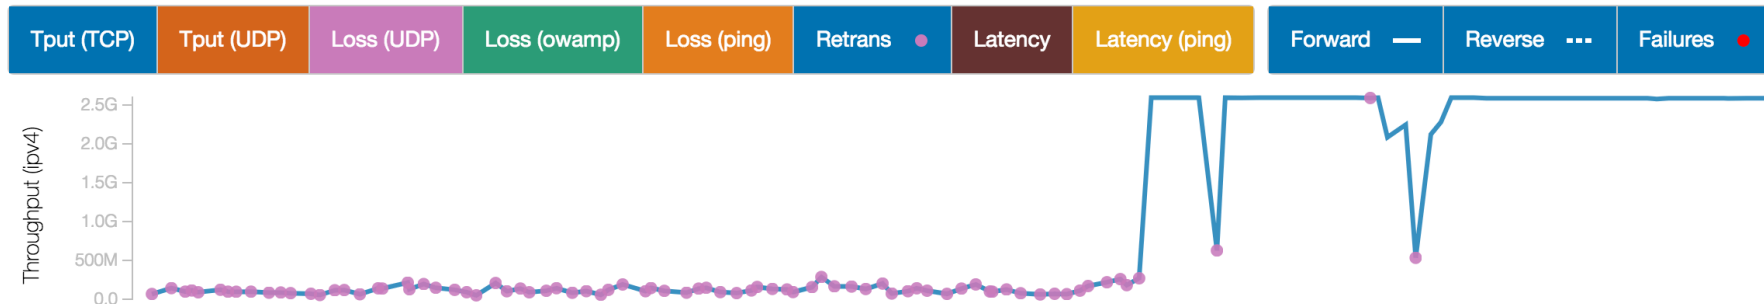 Tput (TCP) Tput (UDP) Loss (UDP) Loss (owamp) Loss (ping) Retrans Latency Latency (ping) Forward Reverse Failures
Throughput (ipv4)
2.5G
2.0G
1.5G
1.0G
500M
0.0